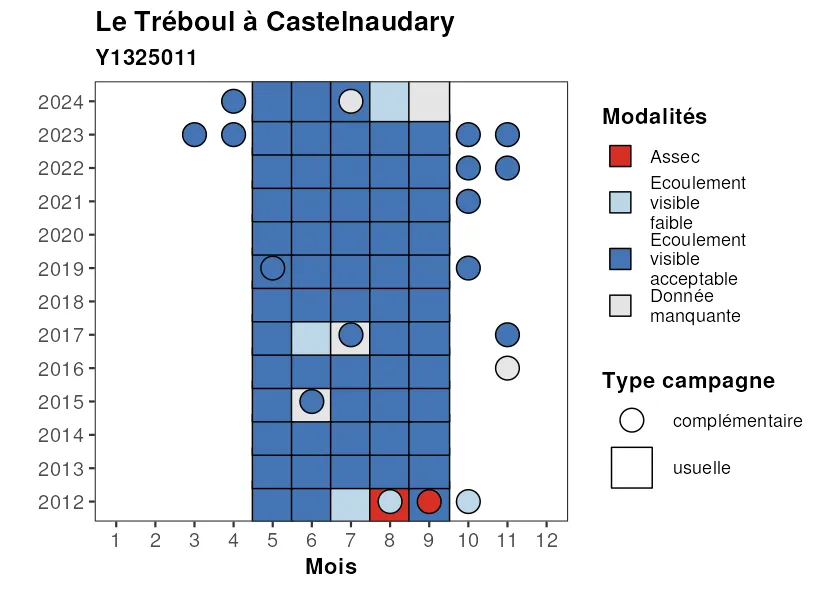 Le Tréboul à Castelnaudary
Y1325011
2024
2023
2022
2021
2020
2019
2018
2017
2016
2015
2014
2013
2012
1 2 3 4 5 6 7 8 9 10 11 12
Mois
Modalités
Assec
Ecoulement
visible
faible
Ecoulement
visible
acceptable
Donnée
manquante
Type campagne
complémentaire
usuelle